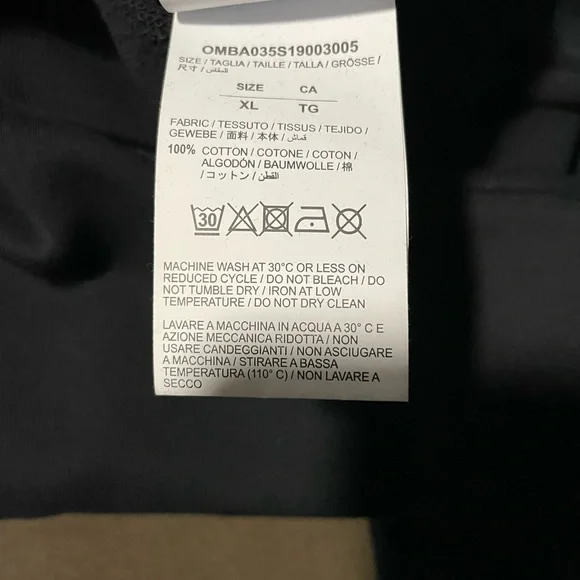 OMBA035S19003005
SIZE / TAGLIA / TAILLE / TALLA / GRÖSSE /
尺寸 / المقاس
SIZE CA
XL TG
FABRIC / TESSUTO / TISSUS / TEJIDO /
GEWEBE / 面料 / 本体 / قماش
100% COTTON / COTONE / COTON /
ALGODÓN / BAUMWOLLE / 棉
/ コットン / القطن
30
MACHINE WASH AT 30°C OR LESS ON
REDUCED CYCLE / DO NOT BLEACH / DO
NOT TUMBLE DRY / IRON AT LOW
TEMPERATURE / DO NOT DRY CLEAN
LAVARE A MACCHINA IN ACQUA A 30° C E
AZIONE MECCANICA RIDOTTA / NON
USARE CANDEGGIANTI / NON ASCIUGARE
A MACCHINA / STIRARE A BASSA
TEMPERATURA (110° C) / NON LAVARE A
SECCO